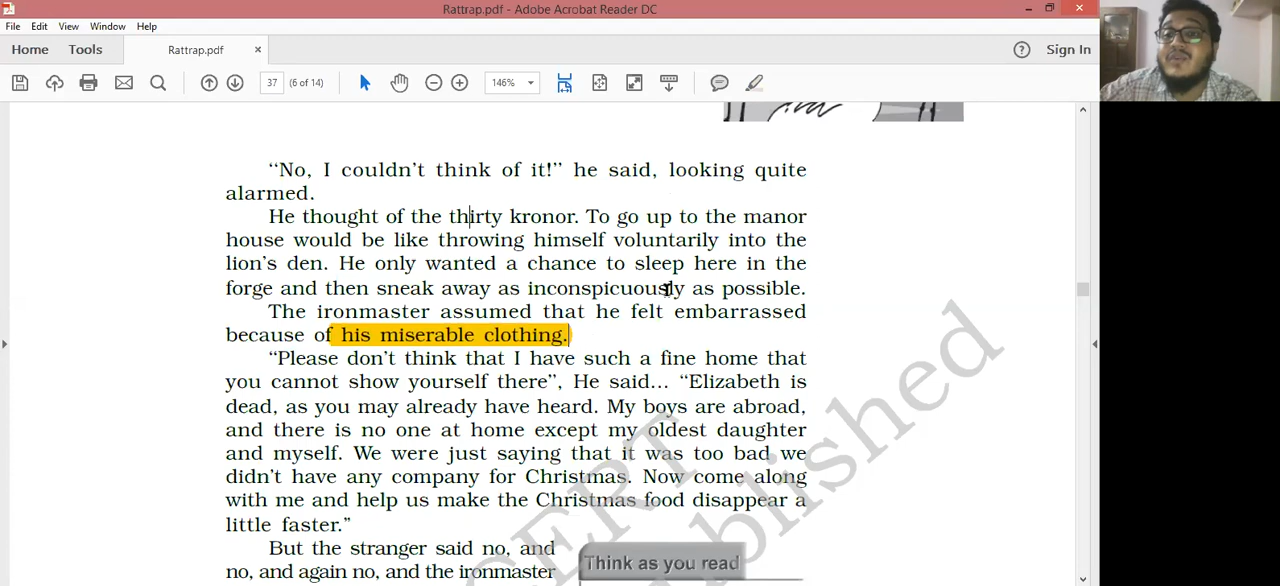 Rattrap.pdf - Adobe Acrobat Reader DC
File Edit View Window Help
Home Tools Rattrap.pdf × ? Sign In
37 (6 of 14) 146%
“No, I couldn’t think of it!” he said, looking quite
alarmed.
He thought of the thirty kronor. To go up to the manor
house would be like throwing himself voluntarily into the
lion’s den. He only wanted a chance to sleep here in the
forge and then sneak away as inconspicuously as possible.
The ironmaster assumed that he felt embarrassed
because of his miserable clothing.
“Please don’t think that I have such a fine home that
you cannot show yourself there”, He said... “Elizabeth is
dead, as you may already have heard. My boys are abroad,
and there is no one at home except my oldest daughter
and myself. We were just saying that it was too bad we
didn’t have any company for Christmas. Now come along
with me and help us make the Christmas food disappear a
little faster.”
But the stranger said no, and
no, and again no, and the ironmaster
Think as you read